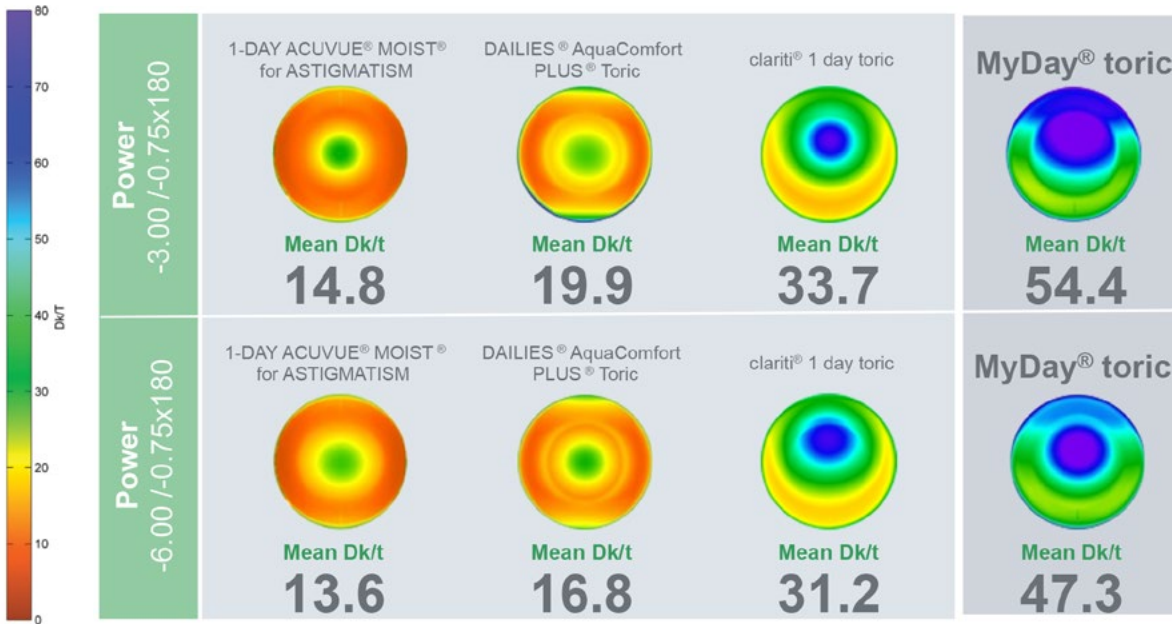 80
70
60
50
40
30
20
10
0
Dk/T
Power
-3.00 /-0.75x180
1-DAY ACUVUE® MOIST®
for ASTIGMATISM
Mean Dk/t
14.8
DAILIES® AquaComfort
PLUS® Toric
Mean Dk/t
19.9
clariti® 1 day toric
Mean Dk/t
33.7
MyDay® toric
Mean Dk/t
54.4
Power
-6.00 /-0.75x180
1-DAY ACUVUE® MOIST®
for ASTIGMATISM
Mean Dk/t
13.6
DAILIES® AquaComfort
PLUS® Toric
Mean Dk/t
16.8
clariti® 1 day toric
Mean Dk/t
31.2
MyDay® toric
Mean Dk/t
47.3